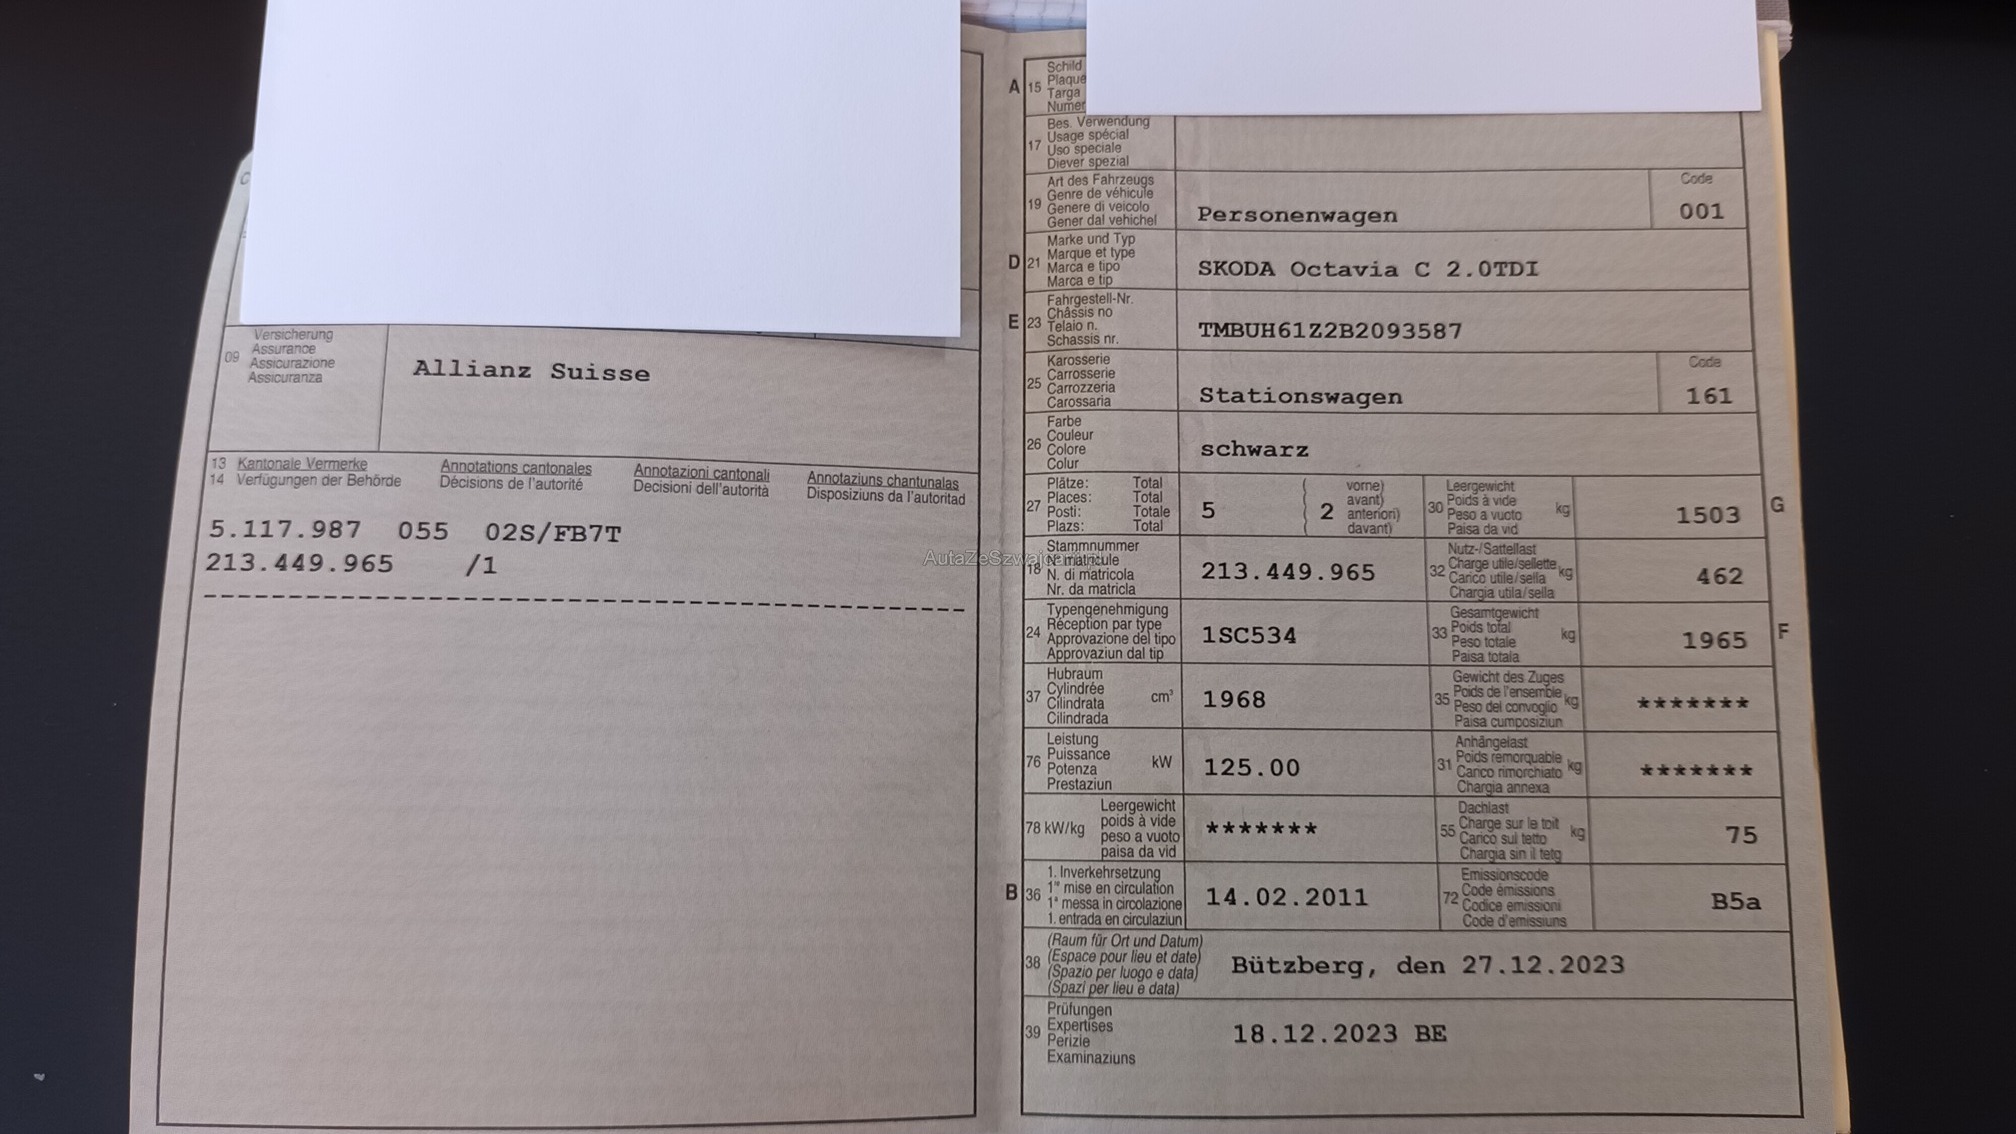 09
Versicherung
Assurance
Assicurazione
Assicuranza
Allianz Suisse
13 Kantonale Vermerke Annotations cantonales Annotazioni cantonali Annotaziuns chantunalas
14 Verfügungen der Behörde Décisions de l'autorité Decisioni dell'autorità Disposiziuns da l'autoritad
5.117.987 055 02S/FB7T
213.449.965 /1
A 15
Schild
Plaque
Targa
Numer
17
Bes. Verwendung
Usage spécial
Uso speciale
Diever spezial
19
Art des Fahrzeugs
Genre de véhicule
Genere di veicolo
Gener dal vehichel
Personenwagen
Code
001
D 21
Marke und Typ
Marque et type
Marca e tipo
Marca e tip
SKODA Octavia C 2.0TDI
E 23
Fahrgestell-Nr.
Châssis no
Telaio n.
Schassis nr.
TMBUH61Z2B2093587
25
Karosserie
Carrosserie
Carrozzeria
Carossaria
Stationswagen
Code
161
26
Farbe
Couleur
Colore
Colur
schwarz
27
Plätze: Total
Places: Total
Posti: Totale
Plazs: Total
5
2
vorne)
avant)
anteriori)
davant)
30
Leergewicht
Poids à vide
Peso a vuoto
Paisa da vid
kg
1503
G
18
Stammnummer
N. di matricola
Nr. da matricla
213.449.965
32
Nutz-/Sattellast
Charge utile/sellette
Carico utile/sella
Chargia utila/sella
kg
462
24
Typengenehmigung
Réception par type
Approvazione del tipo
Approvaziun dal tip
1SC534
33
Gesamtgewicht
Poids total
Peso totale
Paisa totala
kg
1965
F
37
Hubraum
Cylindrée
Cilindrata
Cilindrada
cm³
1968
35
Gewicht des Zuges
Poids de l'ensemble
Peso del convoglio
Paisa cumposiziun
kg
*******
76
Leistung
Puissance
Potenza
Prestaziun
kW
125.00
31
Anhängelast
Poids remorquable
Carico rimorchiato
Chargia annexa
kg
*******
78 kW/kg
Leergewicht
poids à vide
peso a vuoto
paisa da vid
*******
55
Dachlast
Charge sur le toit
Carico sul tetto
Chargia sin il tetg
kg
75
B 36
1. Inverkehrsetzung
1re mise en circulation
1a messa in circolazione
1. entrada en circulaziun
14.02.2011
72
Emissionscode
Code émissions
Codice emissioni
Code d'emissiuns
B5a
38
(Raum für Ort und Datum)
(Espace pour lieu et date)
(Spazio per luogo e data)
(Spazi per lieu e data)
Bützberg, den 27.12.2023
39
Prüfungen
Expertises
Perizie
Examinaziuns
18.12.2023 BE